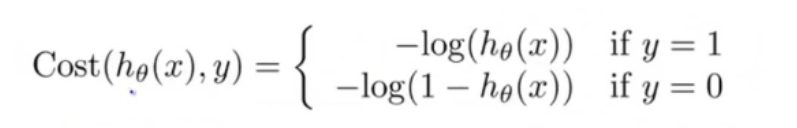 Cost(hθ(x), y) = { −log(hθ(x)) if y = 1
−log(1 − hθ(x)) if y = 0